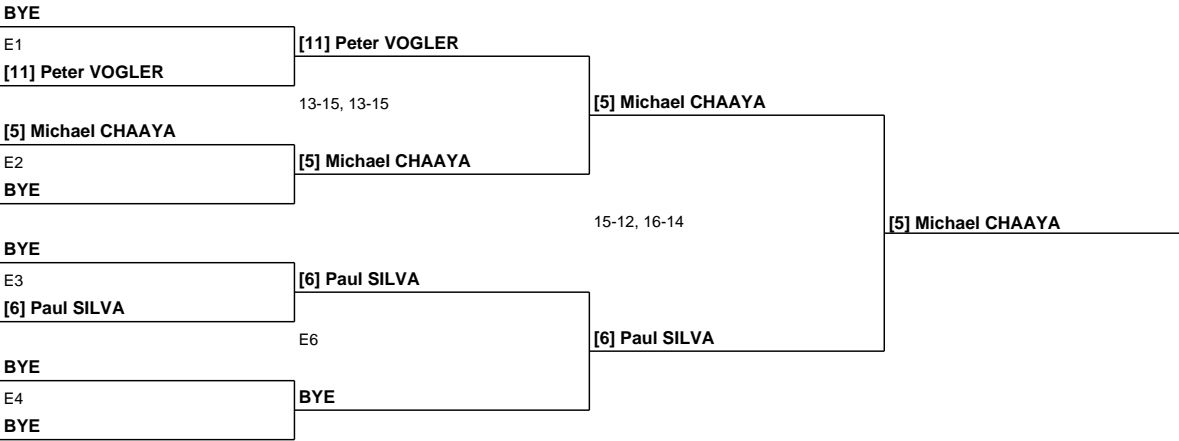 BYE
E1
[11] Peter VOGLER
[11] Peter VOGLER
13-15, 13-15
[5] Michael CHAAYA
[5] Michael CHAAYA
E2
[5] Michael CHAAYA
BYE
15-12, 16-14
[5] Michael CHAAYA
BYE
E3
[6] Paul SILVA
[6] Paul SILVA
E6
[6] Paul SILVA
BYE
E4
BYE
BYE